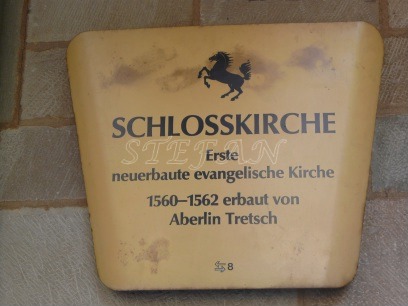 SCHLOSSKIRCHE
STEFAN
Erste
neuerbaute evangelische Kirche
1560–1562 erbaut von
Aberlin Tretsch
8